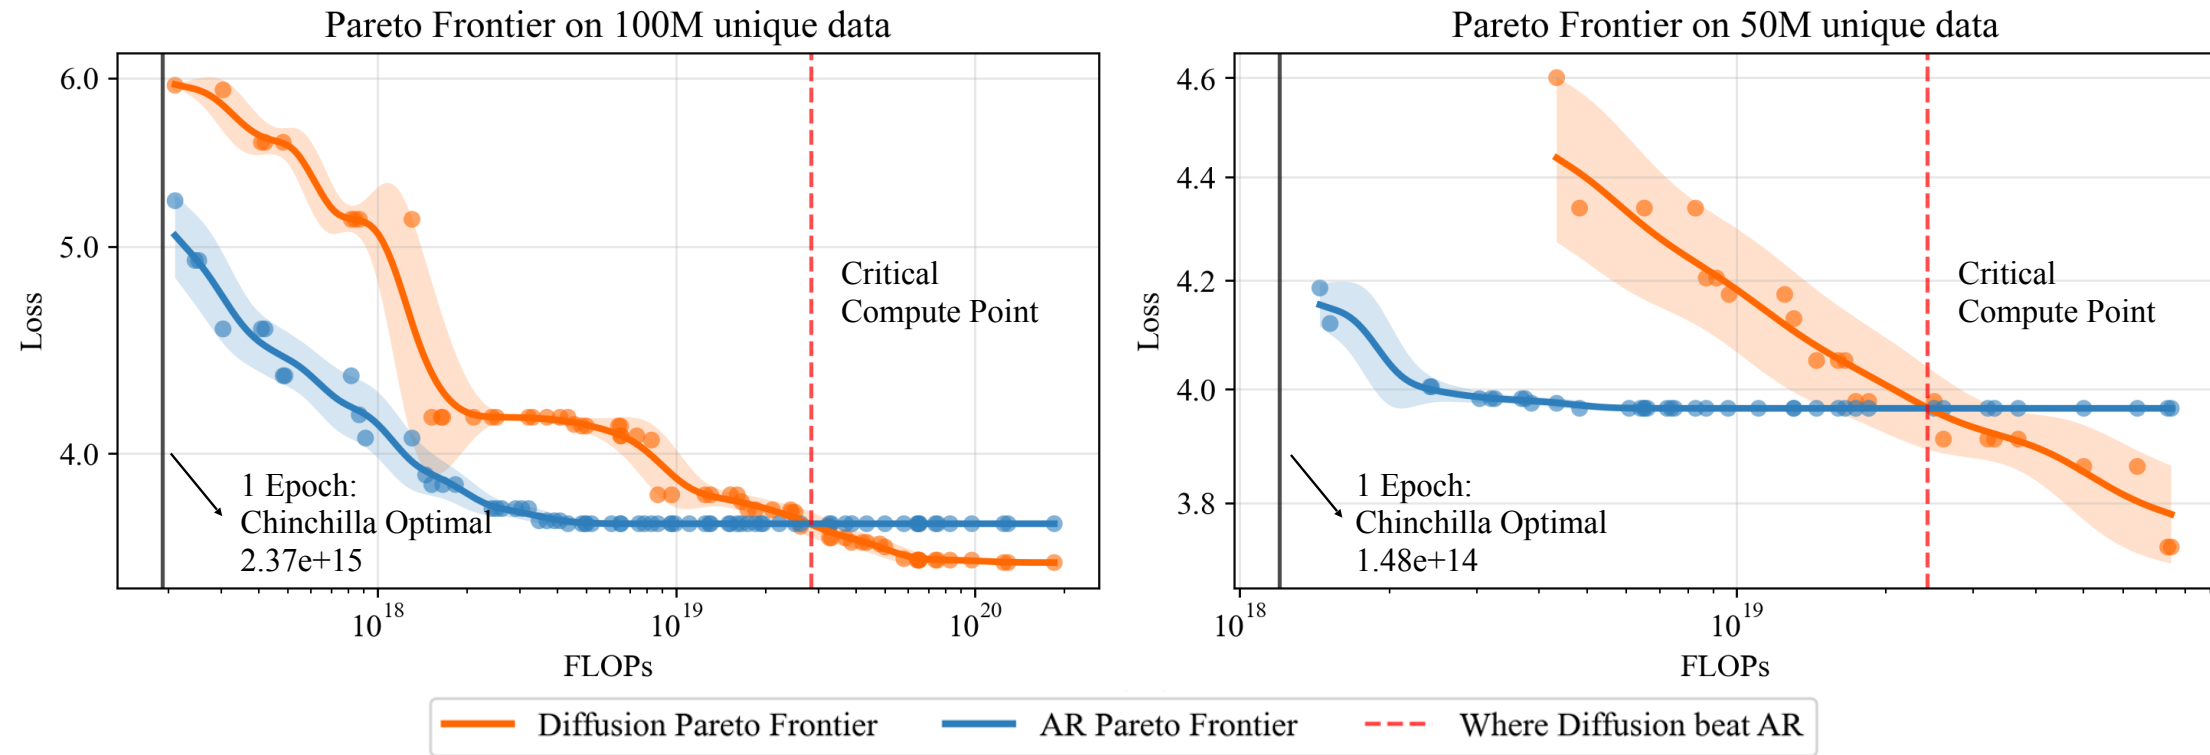 Pareto Frontier on 100M unique data
6.0
5.0
4.0
Loss
Critical
Compute Point
1 Epoch:
Chinchilla Optimal
2.37e+15
10^18
10^19
10^20
FLOPs
Pareto Frontier on 50M unique data
4.6
4.4
4.2
4.0
3.8
Loss
Critical
Compute Point
1 Epoch:
Chinchilla Optimal
1.48e+14
10^18
10^19
FLOPs
Diffusion Pareto Frontier
AR Pareto Frontier
Where Diffusion beat AR